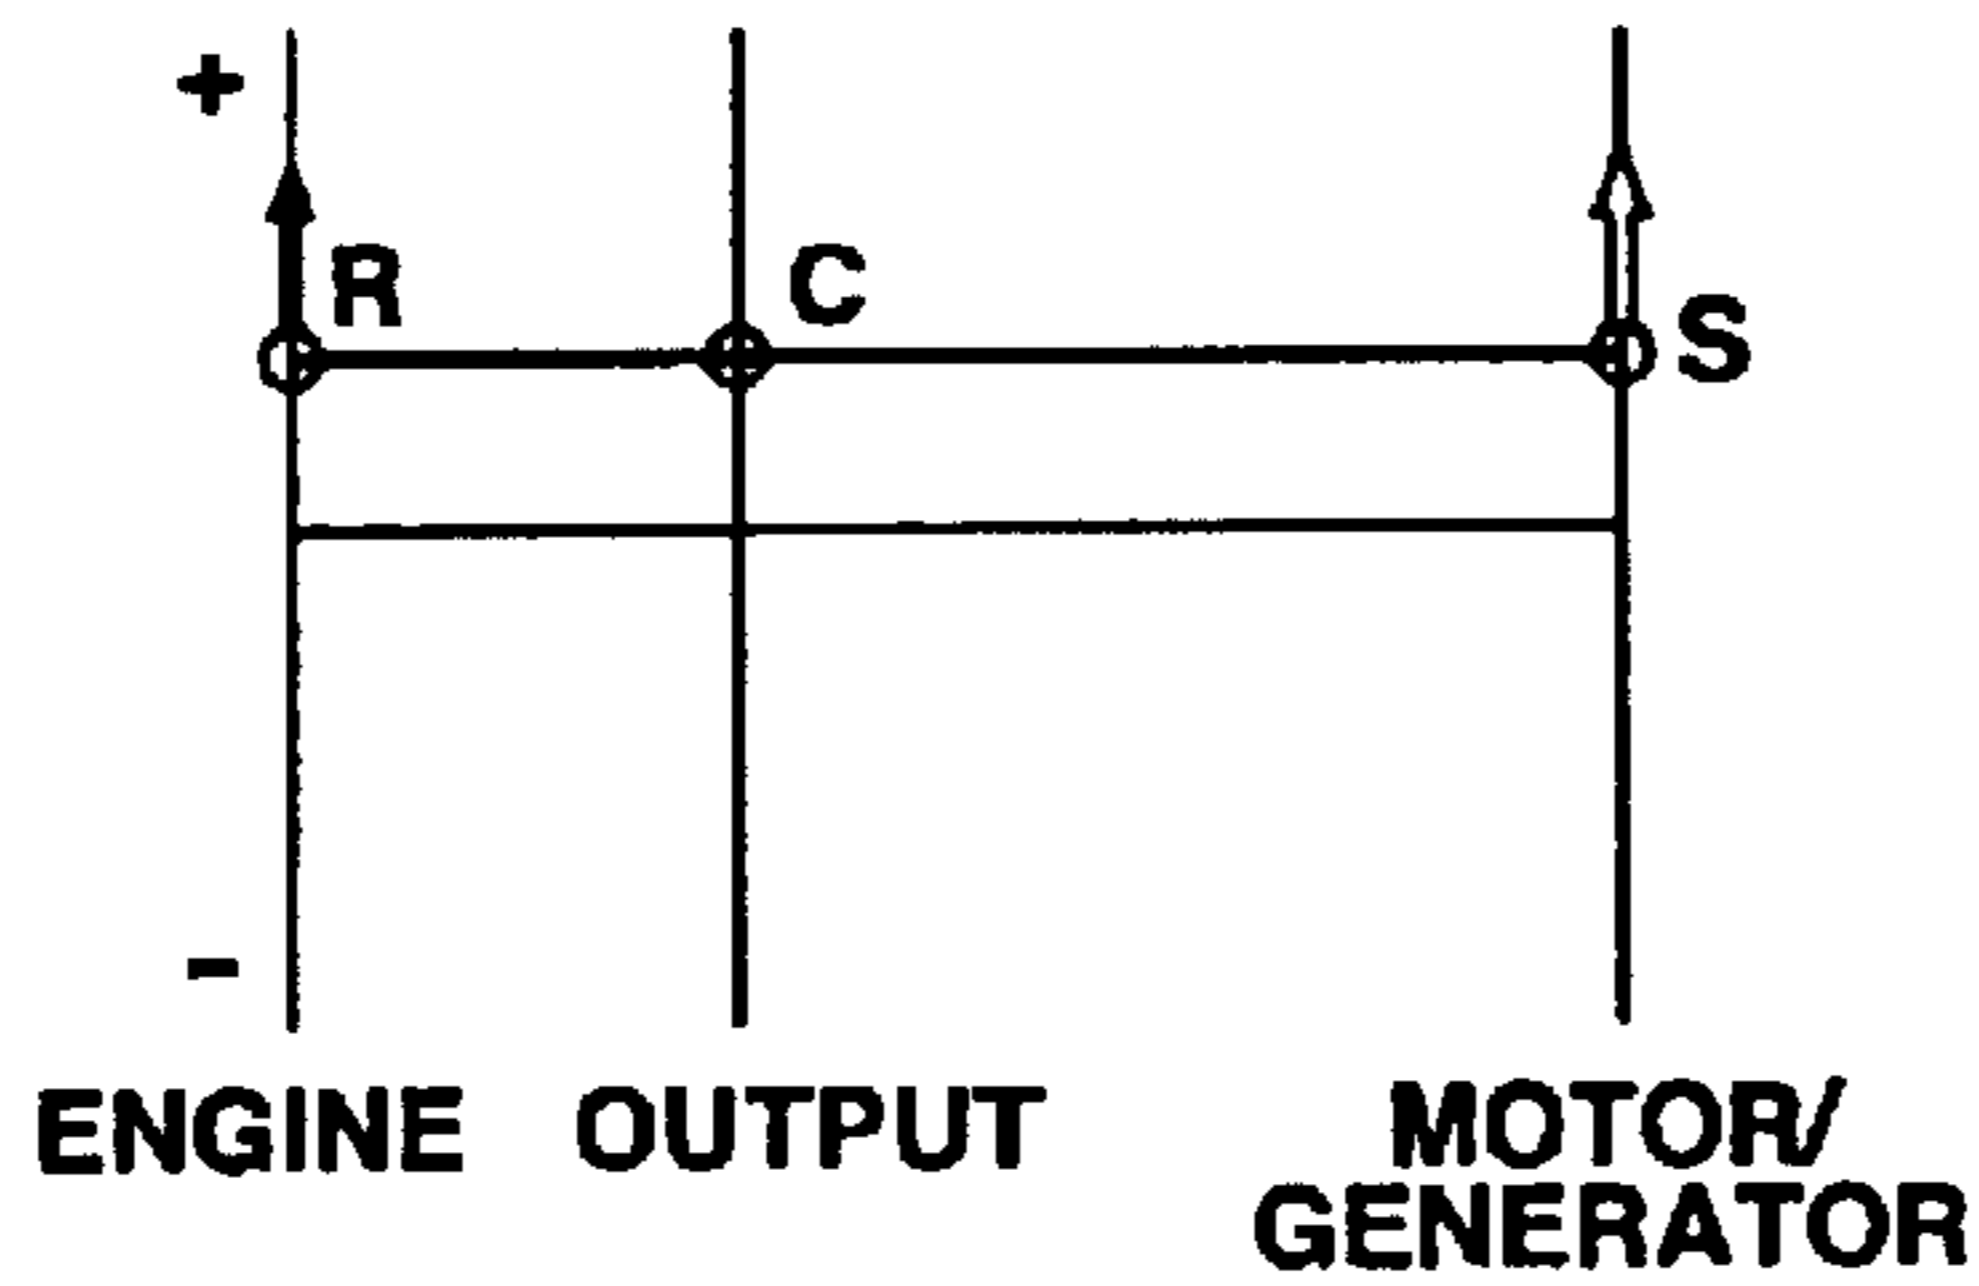 +
R
C
S
-
ENGINE OUTPUT MOTOR/
GENERATOR